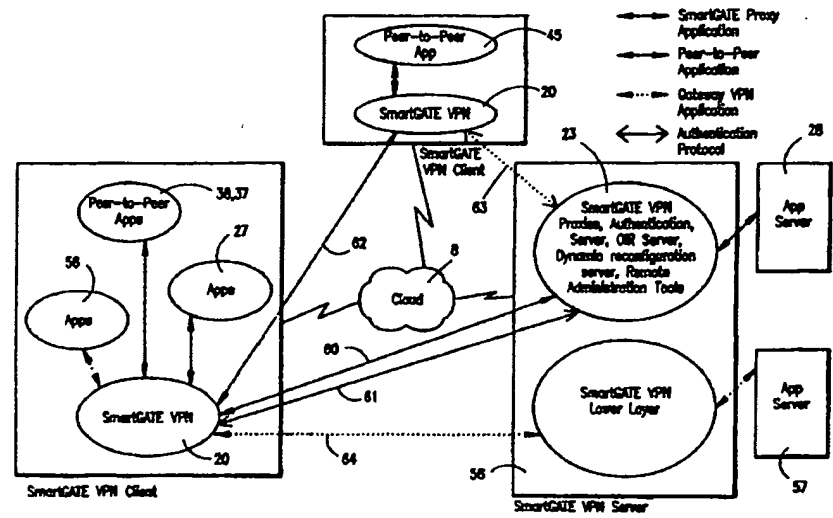 Peer-to-Peer
App
45
SmartGATE VPN
20
SmartGATE
VPN Client
SmartGATE Proxy
Application
Peer-to-Peer
Application
Gateway VPN
Application
Authentication
Protocol
23
28
63
38,37
Peer-to-Peer
Apps
27
56
Apps
Apps
62
8
Cloud
SmartGATE VPN
Proxies, Authentication,
Server, OIR Server,
Dynamic reconfiguration
server, Remote
Administration Tools
App
Server
60
61
SmartGATE VPN
20
64
SmartGATE VPN
Lower Layer
App
Server
56
57
SmartGATE VPN Client
SmartGATE VPN Server